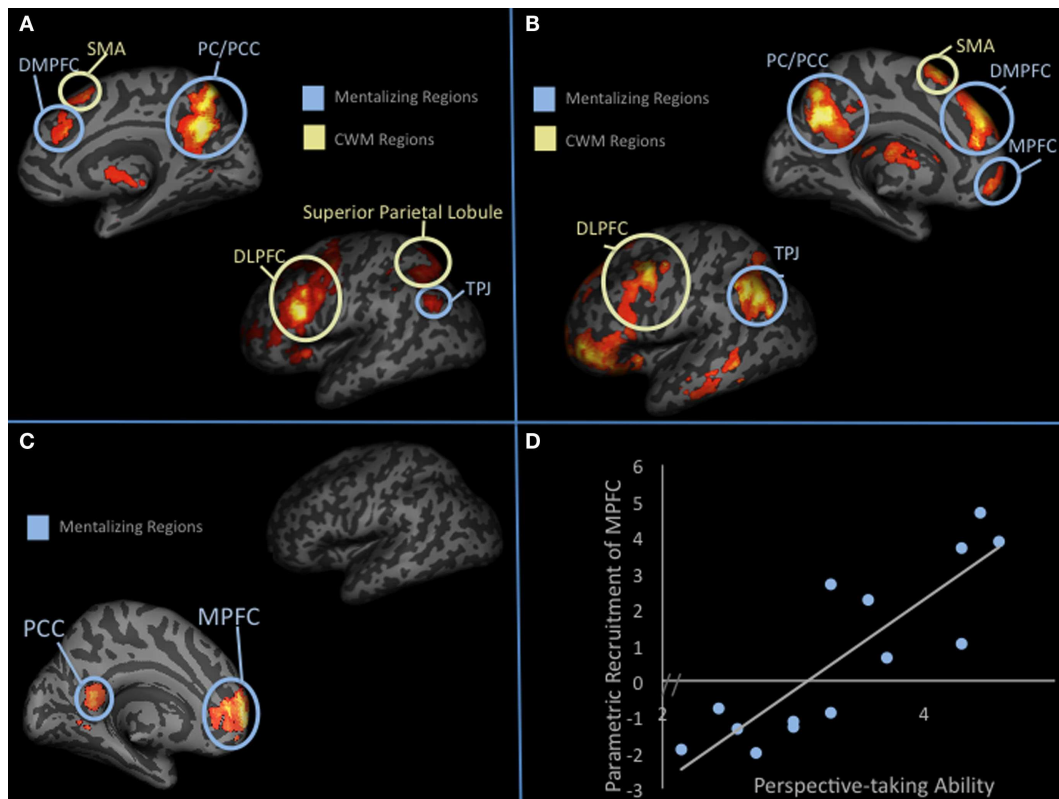 A
SMA
DMPFC
PC/PCC
Mentalizing Regions
CWM Regions
Superior Parietal Lobule
DLPFC
TPJ
B
SMA
PC/PCC
DMPFC
Mentalizing Regions
MPFC
CWM Regions
DLPFC
TPJ
C
Mentalizing Regions
PCC
MPFC
D
Parametric Recruitment of MPFC
6
5
4
3
2
1
0
-1
-2
-3
2
4
Perspective-taking Ability